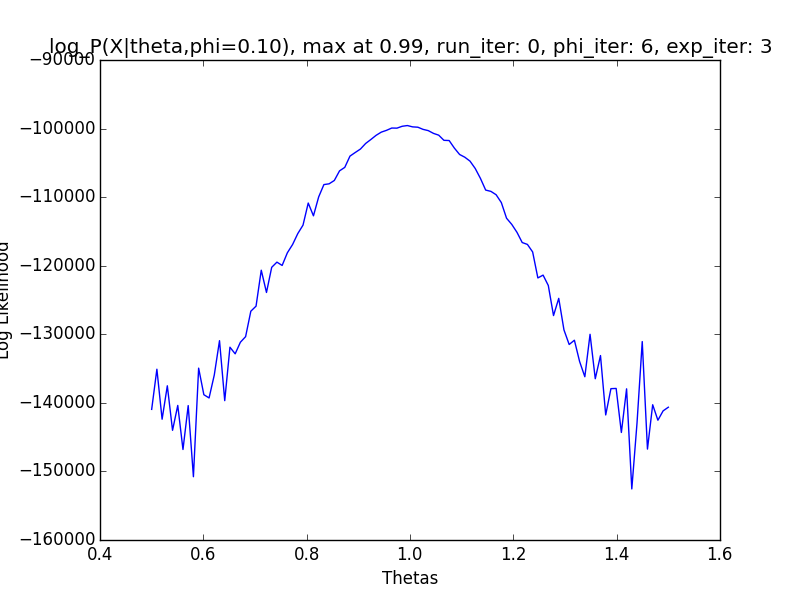 log_P(X|theta,phi=0.10), max at 0.99, run_iter: 0, phi_iter: 6, exp_iter: 3
−90000
−100000
−110000
−120000
−130000
−140000
−150000
−160000
Log Likelihood
0.4 0.6 0.8 1.0 1.2 1.4 1.6
Thetas